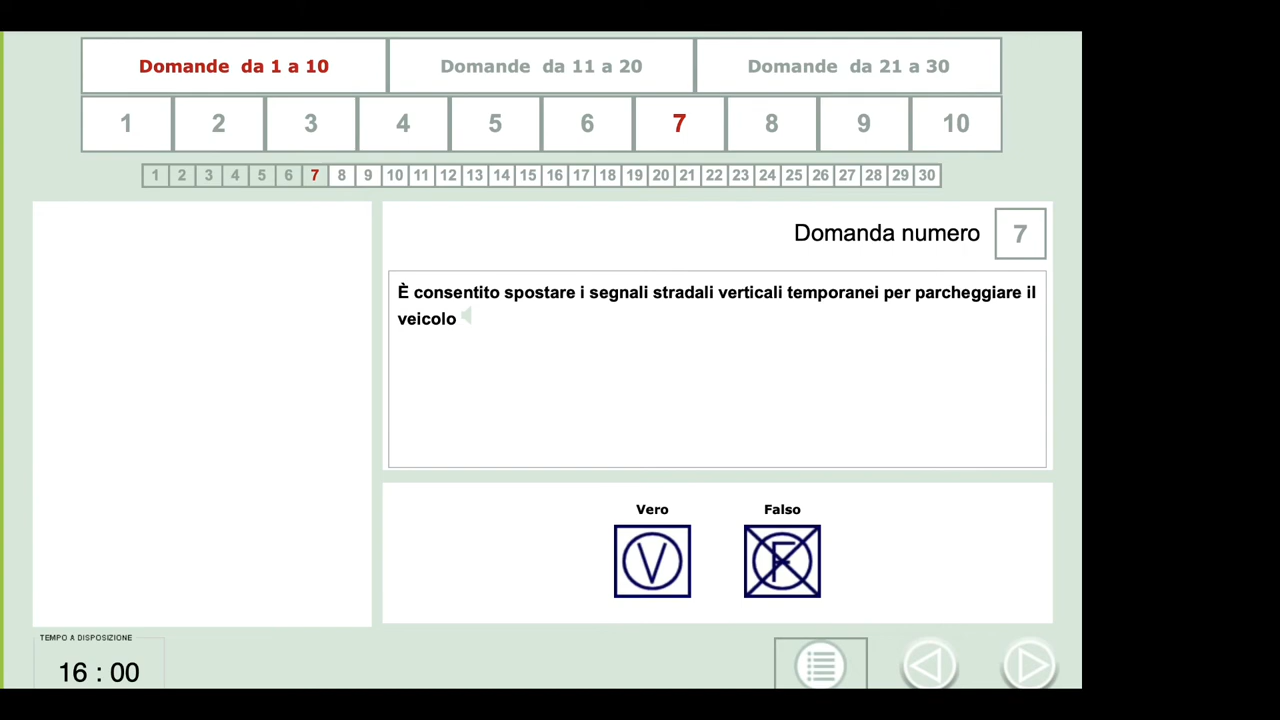 Domande da 1 a 10 Domande da 11 a 20 Domande da 21 a 30
1 2 3 4 5 6 7 8 9 10
1 2 3 4 5 6 7 8 9 10 11 12 13 14 15 16 17 18 19 20 21 22 23 24 25 26 27 28 29 30
Domanda numero 7
È consentito spostare i segnali stradali verticali temporanei per parcheggiare il
veicolo
Vero Falso
V F
TEMPO A DISPOSIZIONE
16 : 00